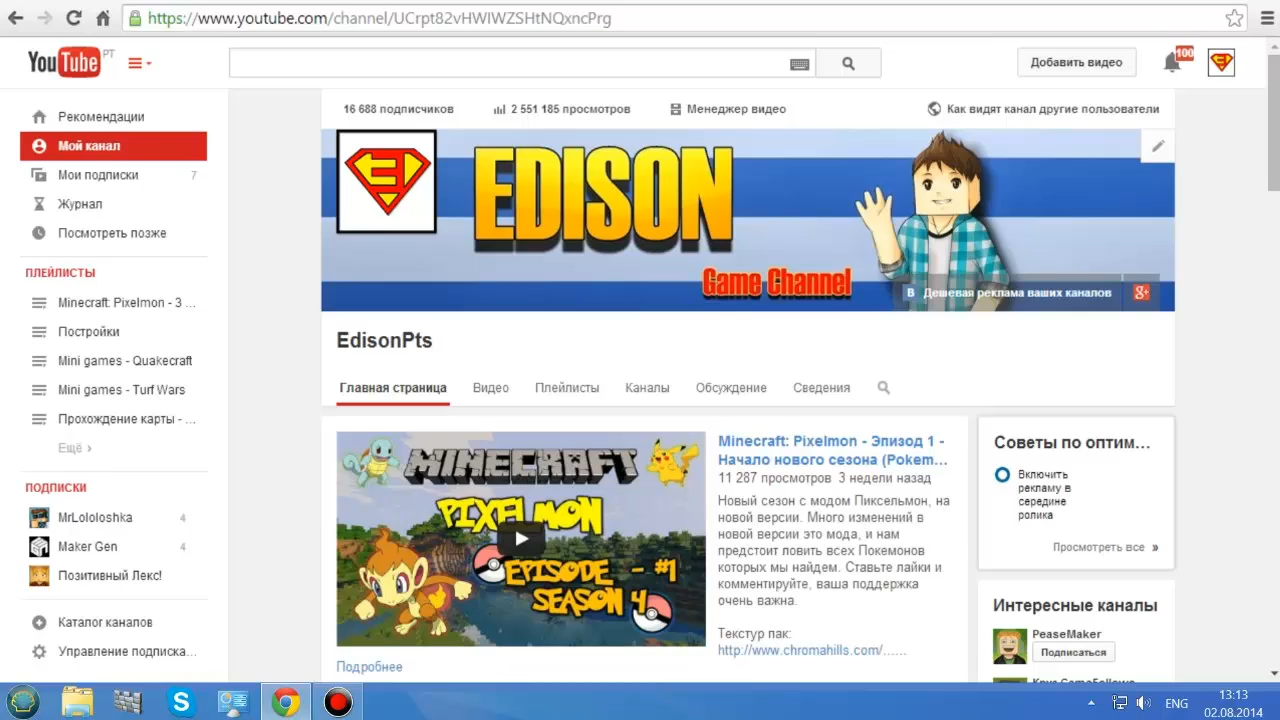 https://www.youtube.com/channel/UCrpt82vHWIWZSHtNQxncPrg
YouTube PT
Добавить видео
100
16 688 подписчиков
2 551 185 просмотров
Менеджер видео
Как видят канал другие пользователи
Рекомендации
Мой канал
Мои подписки 7
Журнал
Посмотреть позже
ПЛЕЙЛИСТЫ
Minecraft: Pixelmon - 3 ...
Постройки
Mini games - Quakecraft
Mini games - Turf Wars
Прохождение карты - ...
Ещё ›
ПОДПИСКИ
MrLololoshka 4
Maker Gen 4
Позитивный Лекс!
Каталог каналов
Управление подписка...
EDISON
Game Channel
B Дешевая реклама ваших каналов
g+
EdisonPts
Главная страница
Видео
Плейлисты
Каналы
Обсуждение
Сведения
MINECRAFT
PIXELMON
EPISODE - #1
SEASON 4
Minecraft: Pixelmon - Эпизод 1 -
Начало нового сезона (Pokem...
11 287 просмотров 3 недели назад
Новый сезон с модом Пиксельмон, на
новой версии. Много изменений в
новой версии это мода, и нам
предстоит ловить всех Покемонов
которых мы найдем. Ставьте лайки и
комментируйте, ваша поддержка
очень важна.
Текстур пак:
http://www.chromahills.com/......
Подробнее
Советы по оптим...
Включить
рекламу в
середине
ролика
Просмотреть все »
Интересные каналы
PeaseMaker
Подписаться
ENG
13:13
02.08.2014